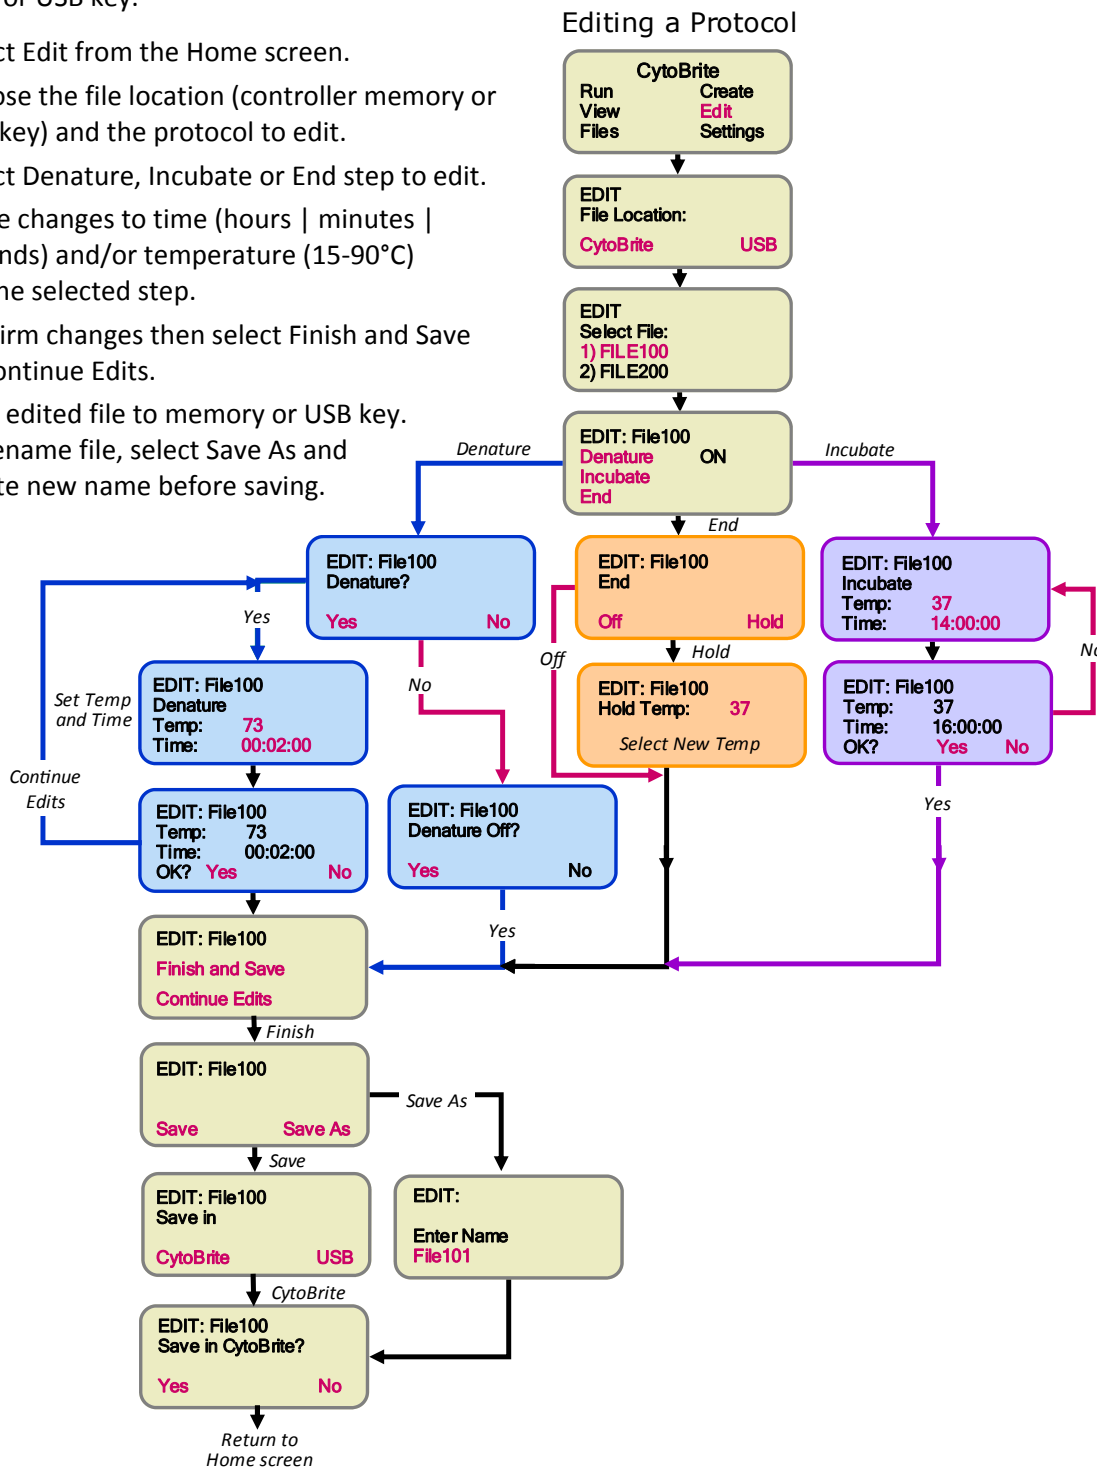 or USB key.
ct Edit from the Home screen.
ose the file location (controller memory or
key) and the protocol to edit.
ct Denature, Incubate or End step to edit.
e changes to time (hours | minutes |
nds) and/or temperature (15-90°C)
he selected step.
irm changes then select Finish and Save
ontinue Edits.
edited file to memory or USB key.
ename file, select Save As and
te new name before saving.
Editing a Protocol
CytoBrite
Run Create
View Edit
Files Settings
EDIT
File Location:
CytoBrite USB
EDIT
Select File:
1) FILE100
2) FILE200
EDIT: File100
Denature ON
Incubate
End
Denature
Incubate
End
EDIT: File100
Denature?
Yes No
EDIT: File100
End
Off Hold
EDIT: File100
Incubate
Temp: 37
Time: 14:00:00
Yes
No
Off
Hold
No
Set Temp
and Time
EDIT: File100
Denature
Temp: 73
Time: 00:02:00
EDIT: File100
Hold Temp: 37
Select New Temp
EDIT: File100
Temp: 37
Time: 16:00:00
OK? Yes No
Continue
Edits
EDIT: File100
Temp: 73
Time: 00:02:00
OK? Yes No
EDIT: File100
Denature Off?
Yes No
Yes
Yes
EDIT: File100
Finish and Save
Continue Edits
Finish
EDIT: File100
Save Save As
Save As
Save
EDIT: File100
Save in
CytoBrite USB
EDIT:
Enter Name
File101
CytoBrite
EDIT: File100
Save in CytoBrite?
Yes No
Return to
Home screen